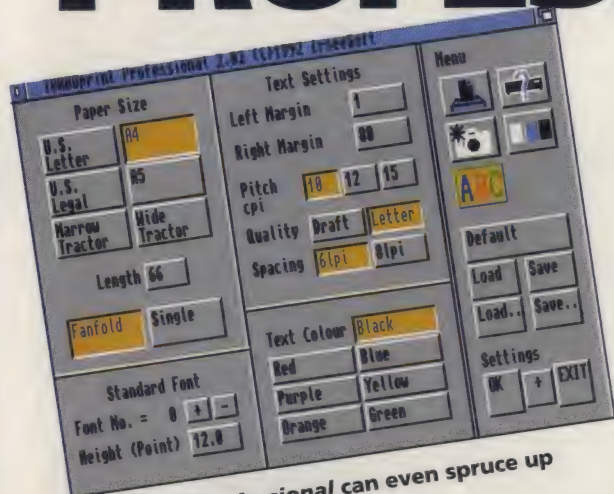 Professional 2.02 (C)1992
Paper Size
U.S. Letter
A4
U.S. Legal
A5
Narrow Tractor
Wide Tractor
Length 66
Fanfold
Single
Standard Font
Font No. = 0 + -
Height (Point) 12.0
Text Settings
Left Margin 1
Right Margin 80
Pitch cpi 10 12 15
Quality Draft Letter
Spacing 6lpi 8lpi
Text Colour Black
Red Blue
Purple Yellow
Orange Green
Menu
ABC
Default
Load Save
Load.. Save..
Settings
OK + EXIT
can even spruce up